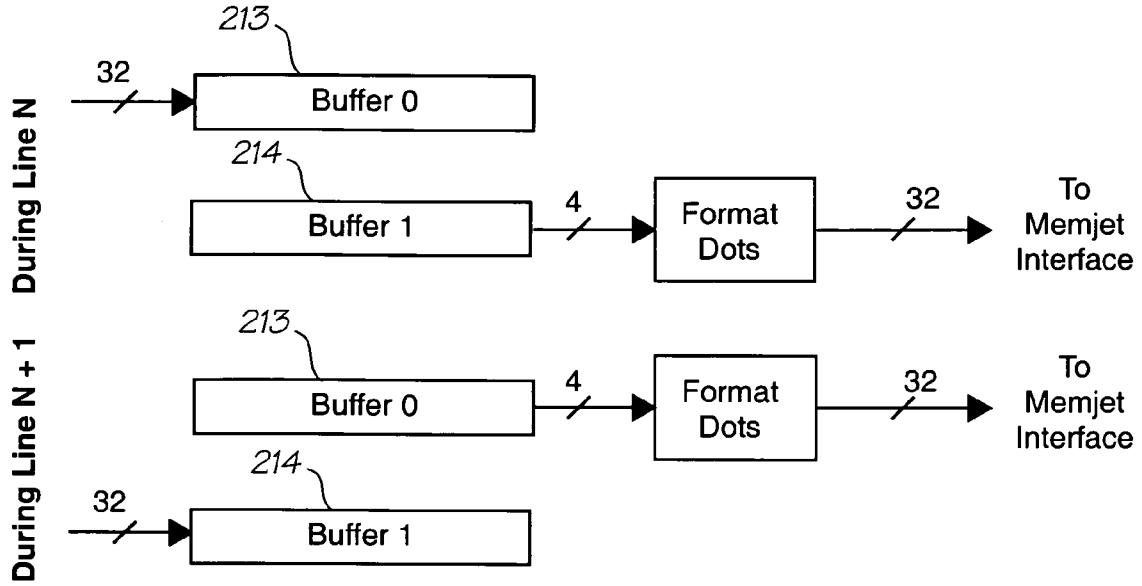 During Line N
213
32
Buffer 0
214
Buffer 1
4
Format
Dots
32
To
Memjet
Interface
During Line N + 1
213
Buffer 0
4
Format
Dots
32
To
Memjet
Interface
214
32
Buffer 1